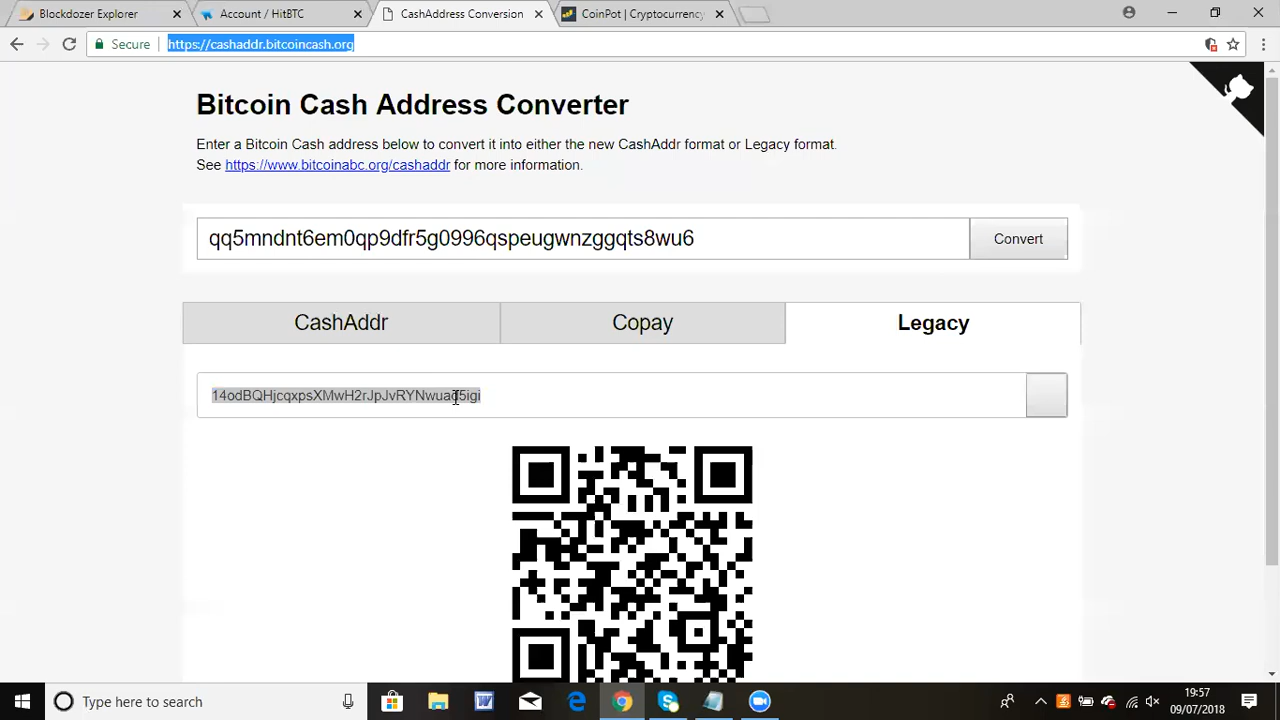 Blockdozer Explorer
Account / HitBTC
CashAddress Conversion
CoinPot | Cryptocurrency
Secure
https://cashaddr.bitcoincash.org
Bitcoin Cash Address Converter
Enter a Bitcoin Cash address below to convert it into either the new CashAddr format or Legacy format.
See https://www.bitcoinabc.org/cashaddr for more information.
qq5mndnt6em0qp9dfr5g0996qspeugwnzggqts8wu6
Convert
CashAddr
Copay
Legacy
14odBQHjcqxpsXMwH2rJpJvRYNwuaq5igi
Type here to search
19:57
09/07/2018